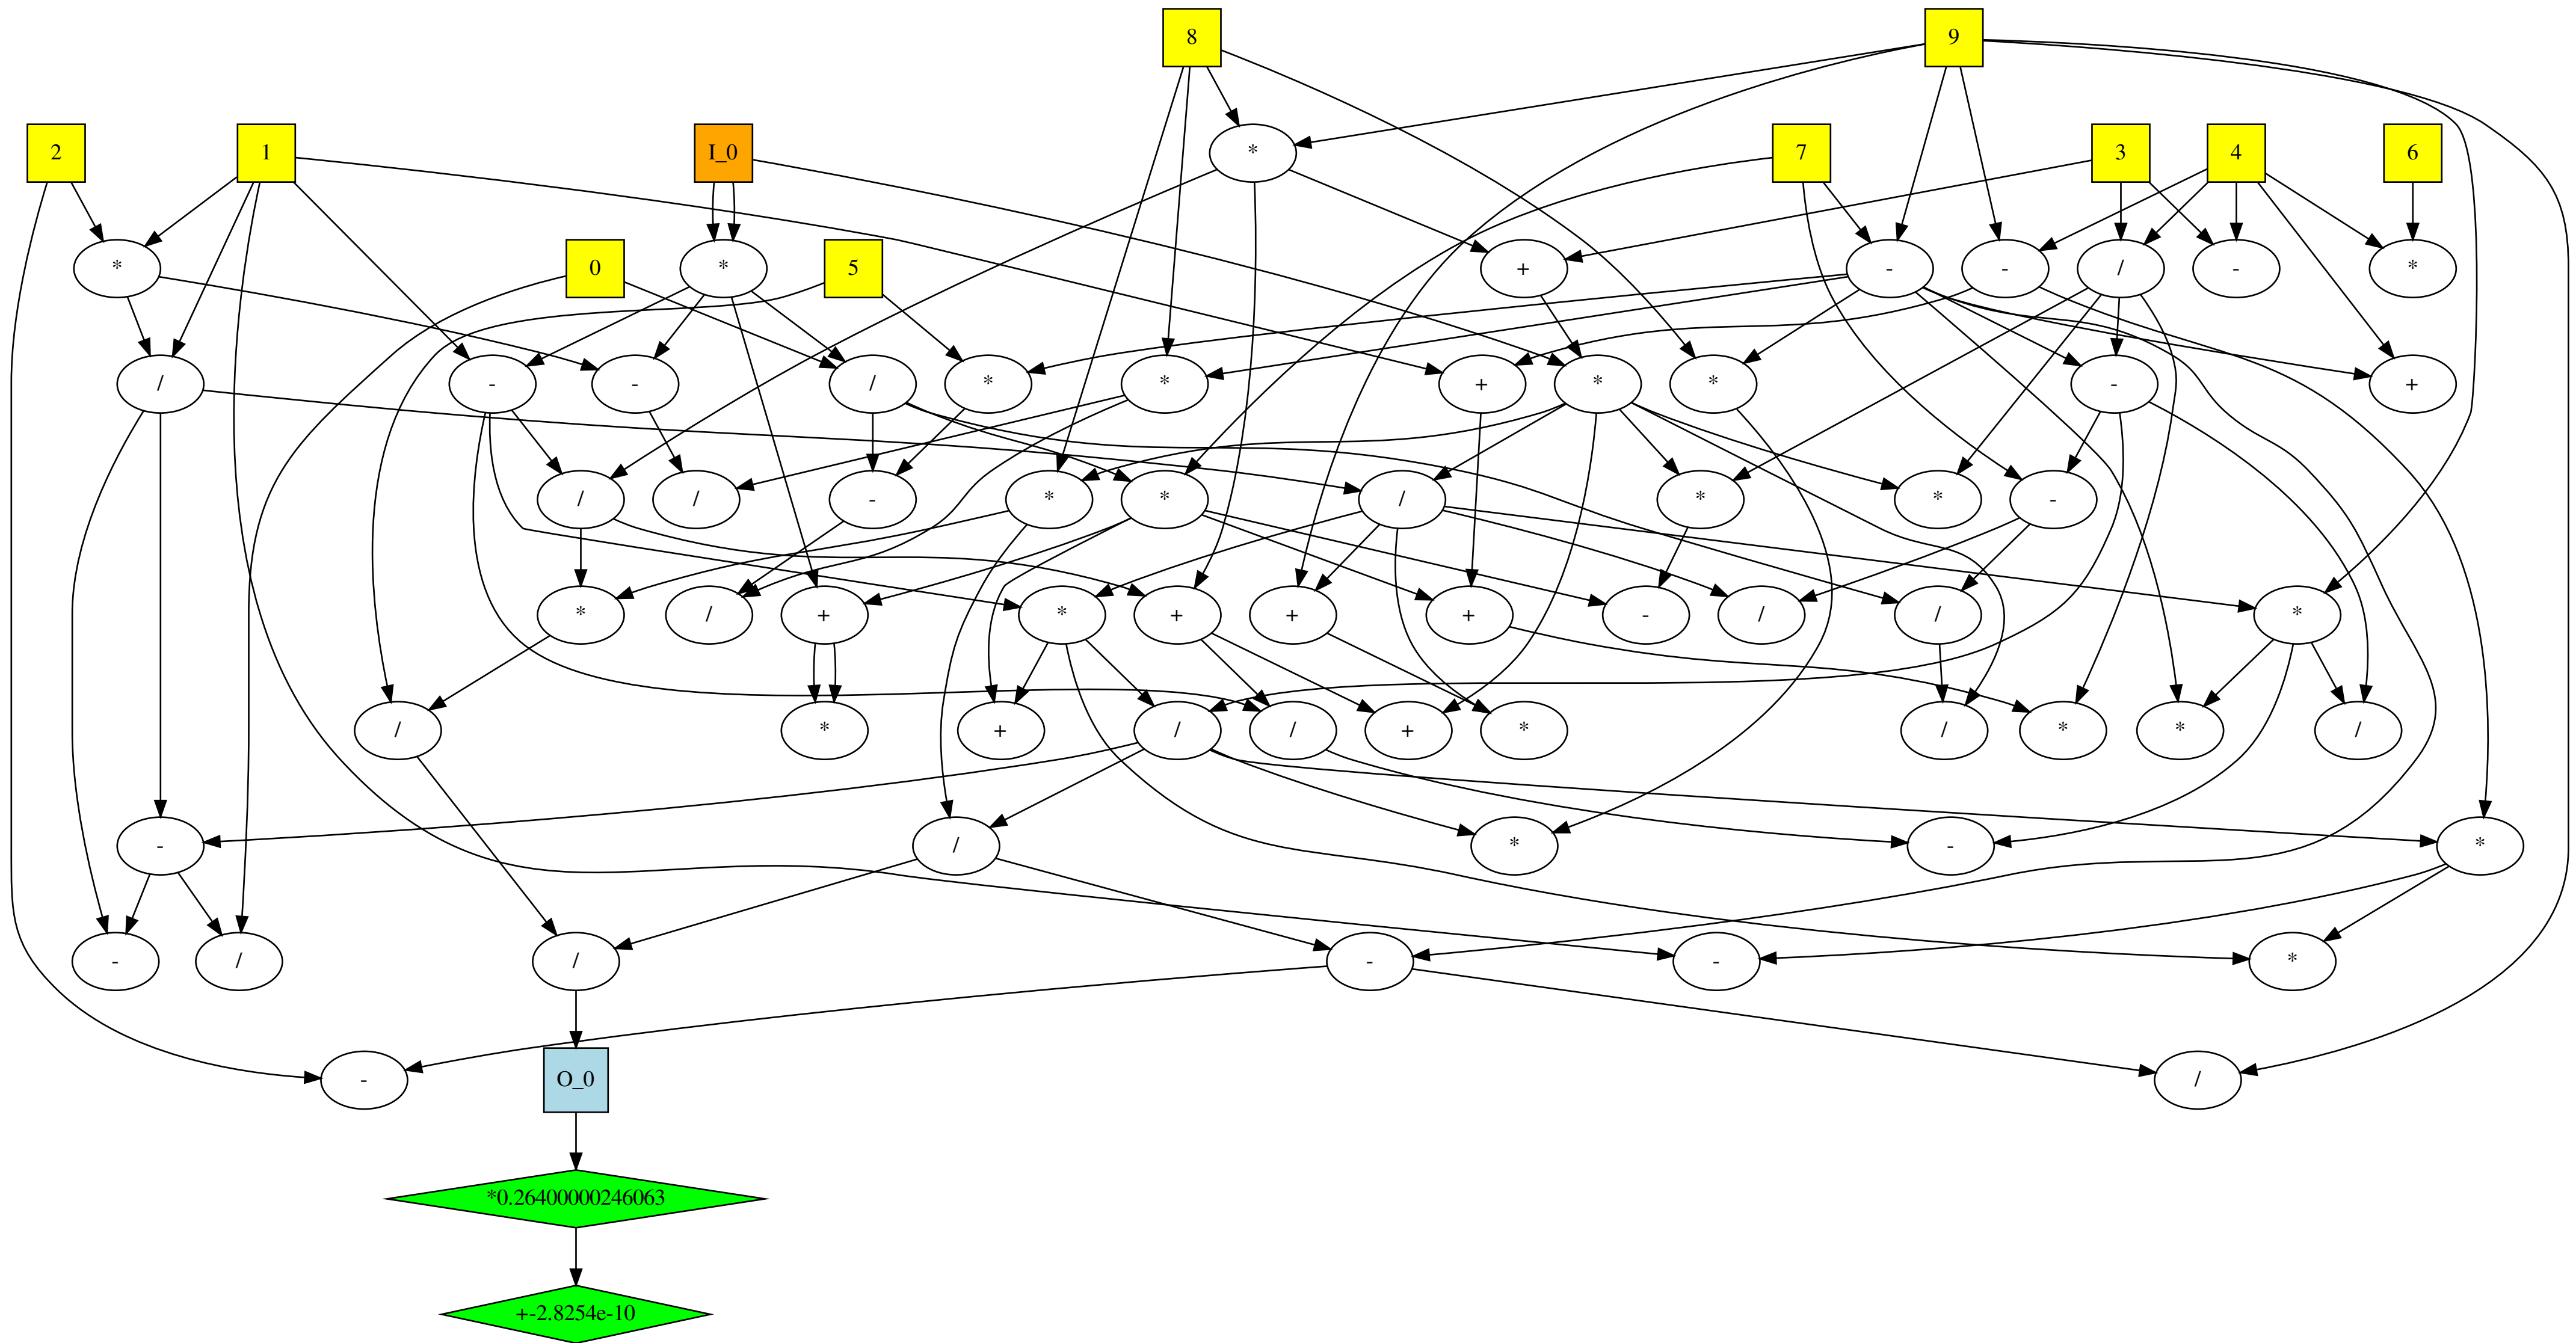 8 9
2 1 I_0 * 7 3 4 6
* 0 * 5 + - - / - *
/ - - / * * + * * - +
/ / - * * / * * -
* / + * + + + - / / *
/ * + / / + * / * * /
- / * - *
- / / - - *
- O_0 /
*0.26400000246063
+-2.8254e-10